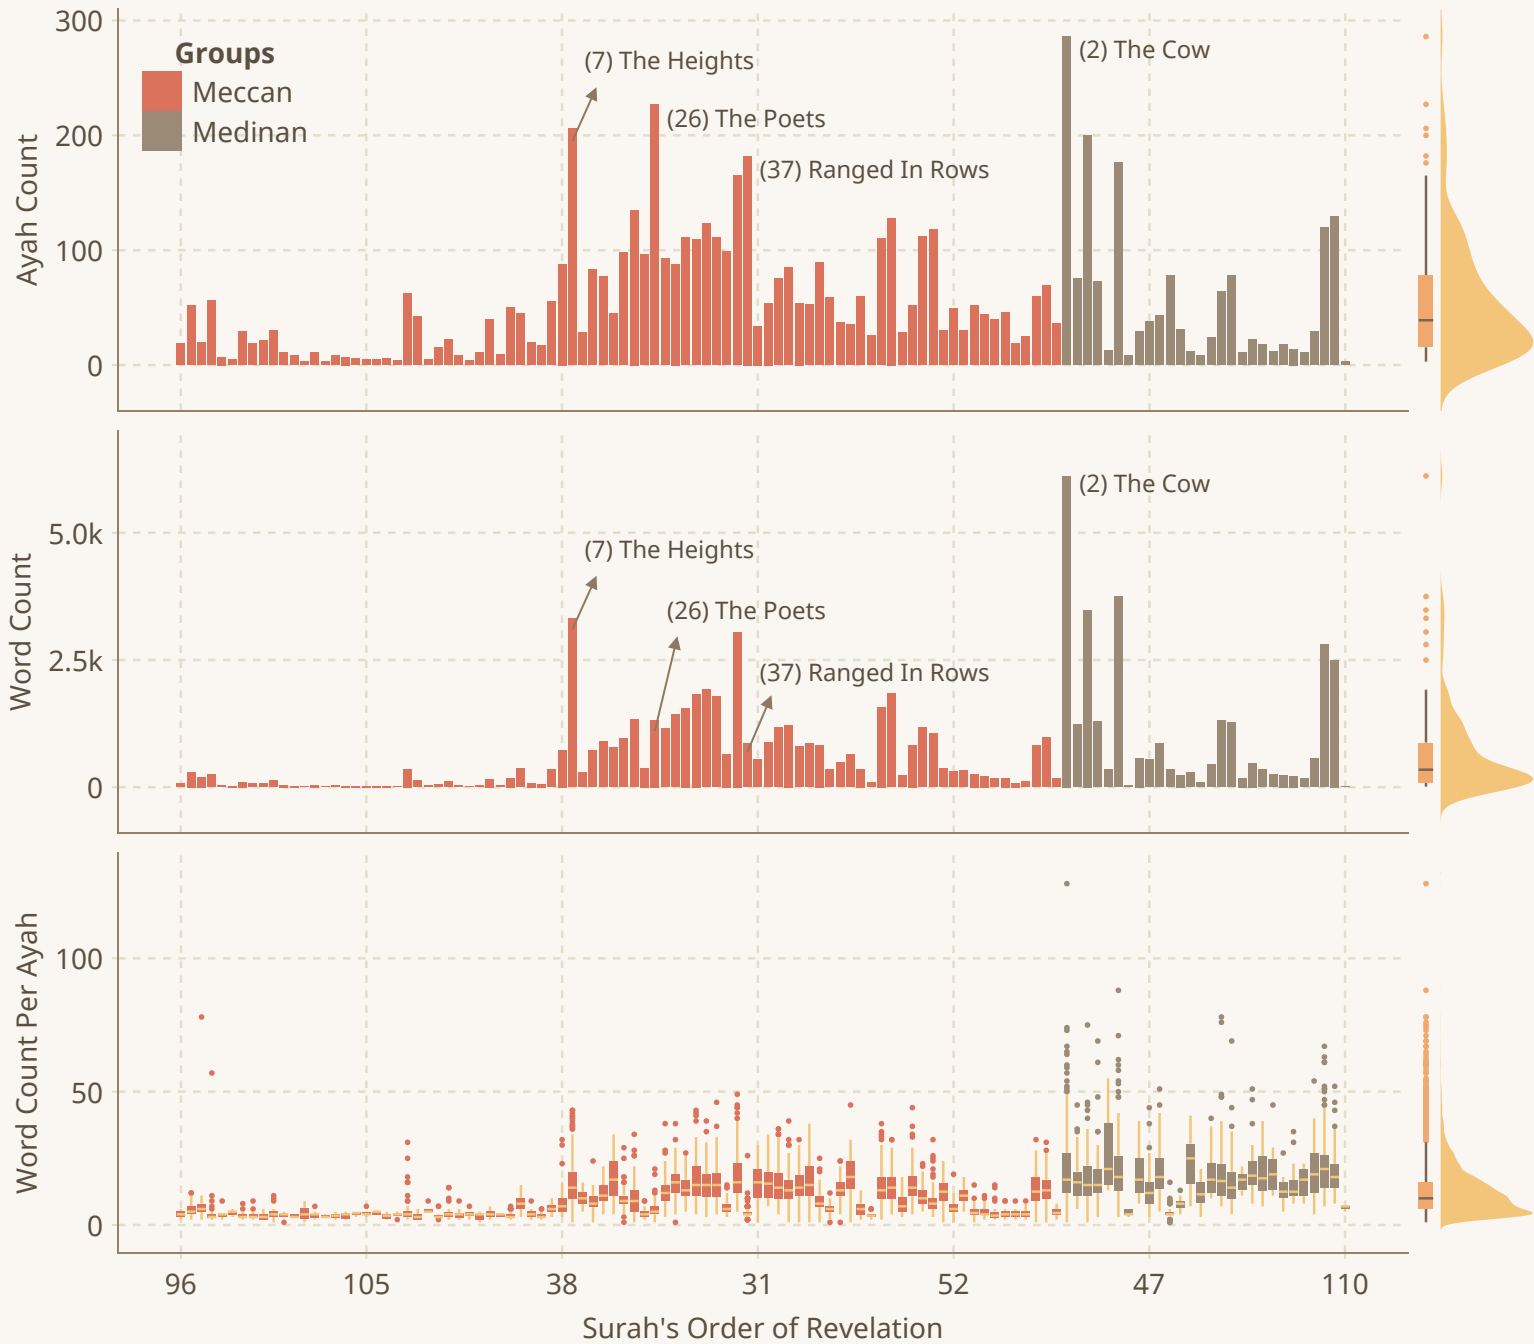 300
200
100
0
Ayah Count
Groups
Meccan
Medinan
(7) The Heights
(26) The Poets
(37) Ranged In Rows
(2) The Cow
5.0k
2.5k
0
Word Count
(7) The Heights
(26) The Poets
(37) Ranged In Rows
(2) The Cow
100
50
0
Word Count Per Ayah
96 105 38 31 52 47 110
Surah's Order of Revelation